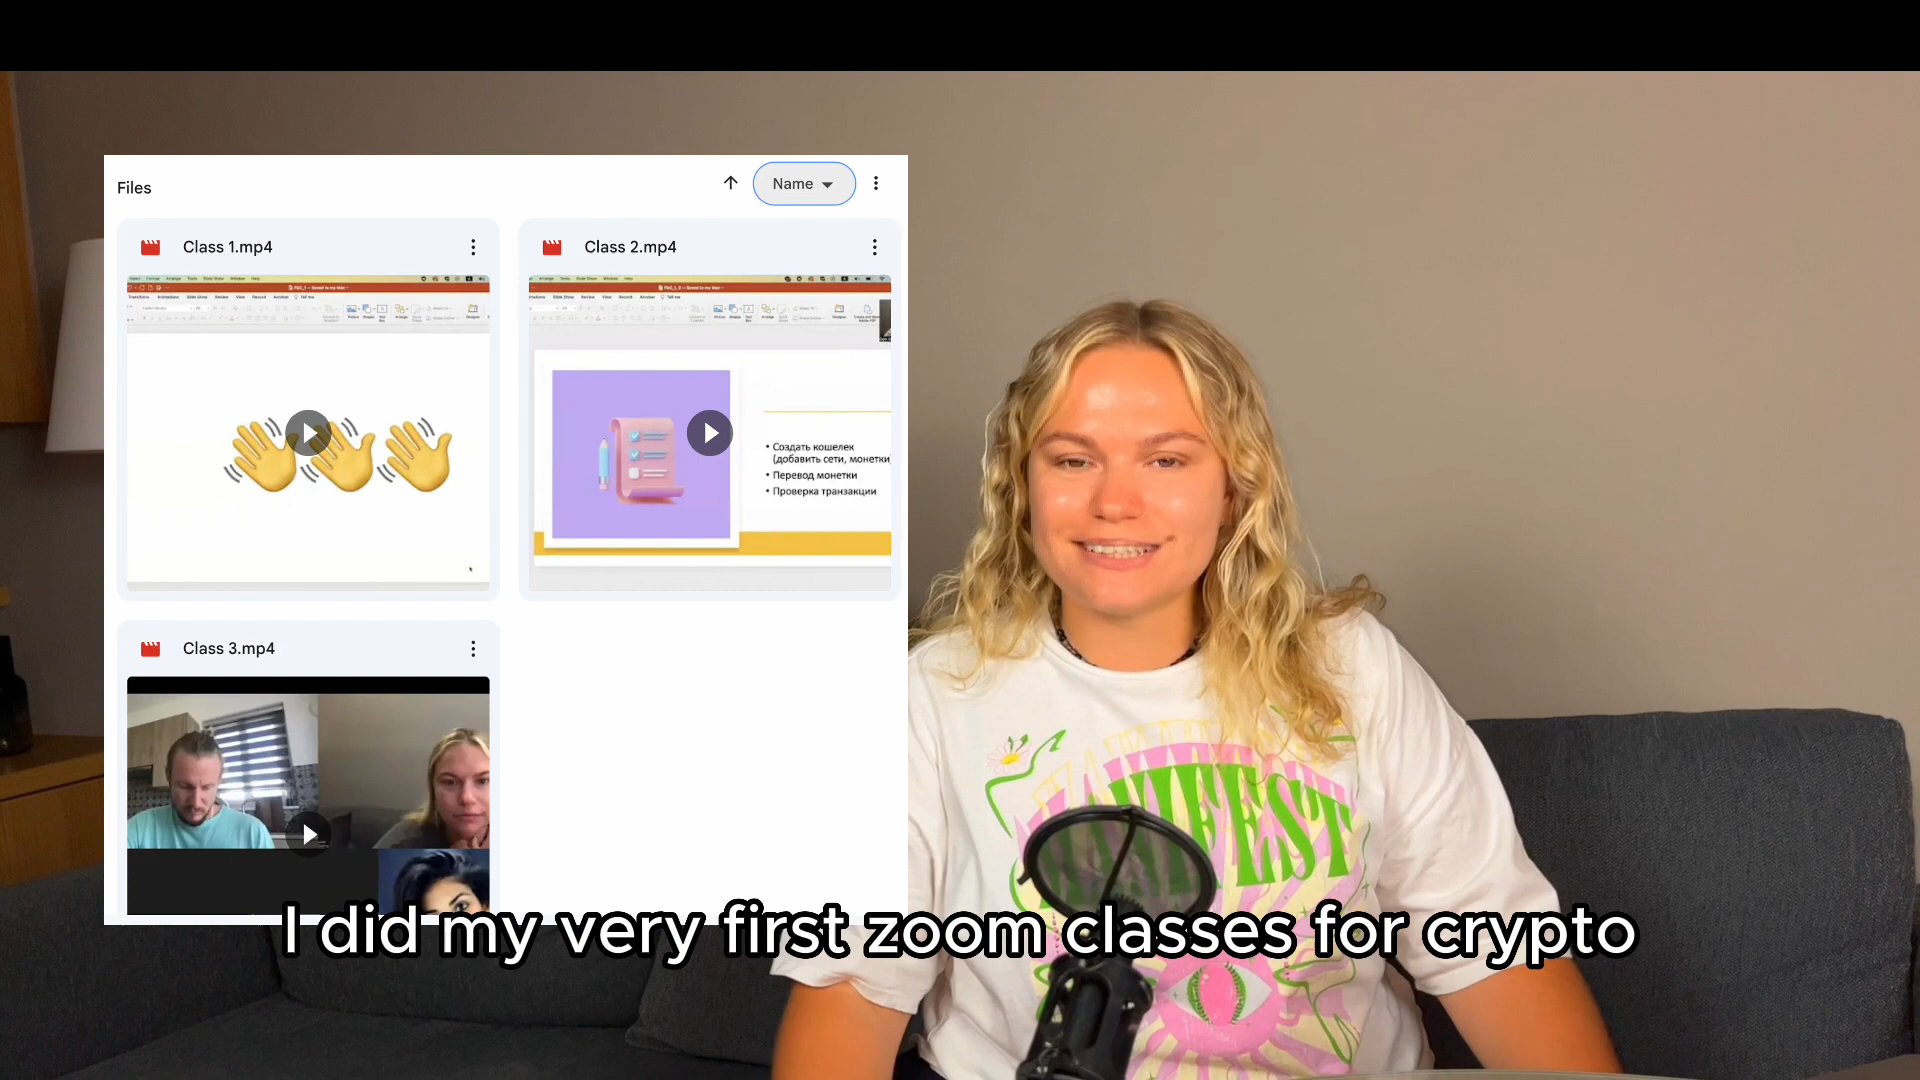 Files
Name
Class 1.mp4
Class 2.mp4
• Создать кошелек
(добавить сети, монетки,
• Перевод монетки
• Проверка транзакции
Class 3.mp4
MANIFEST
I did my very first zoom classes for crypto